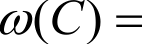 ω(C) =